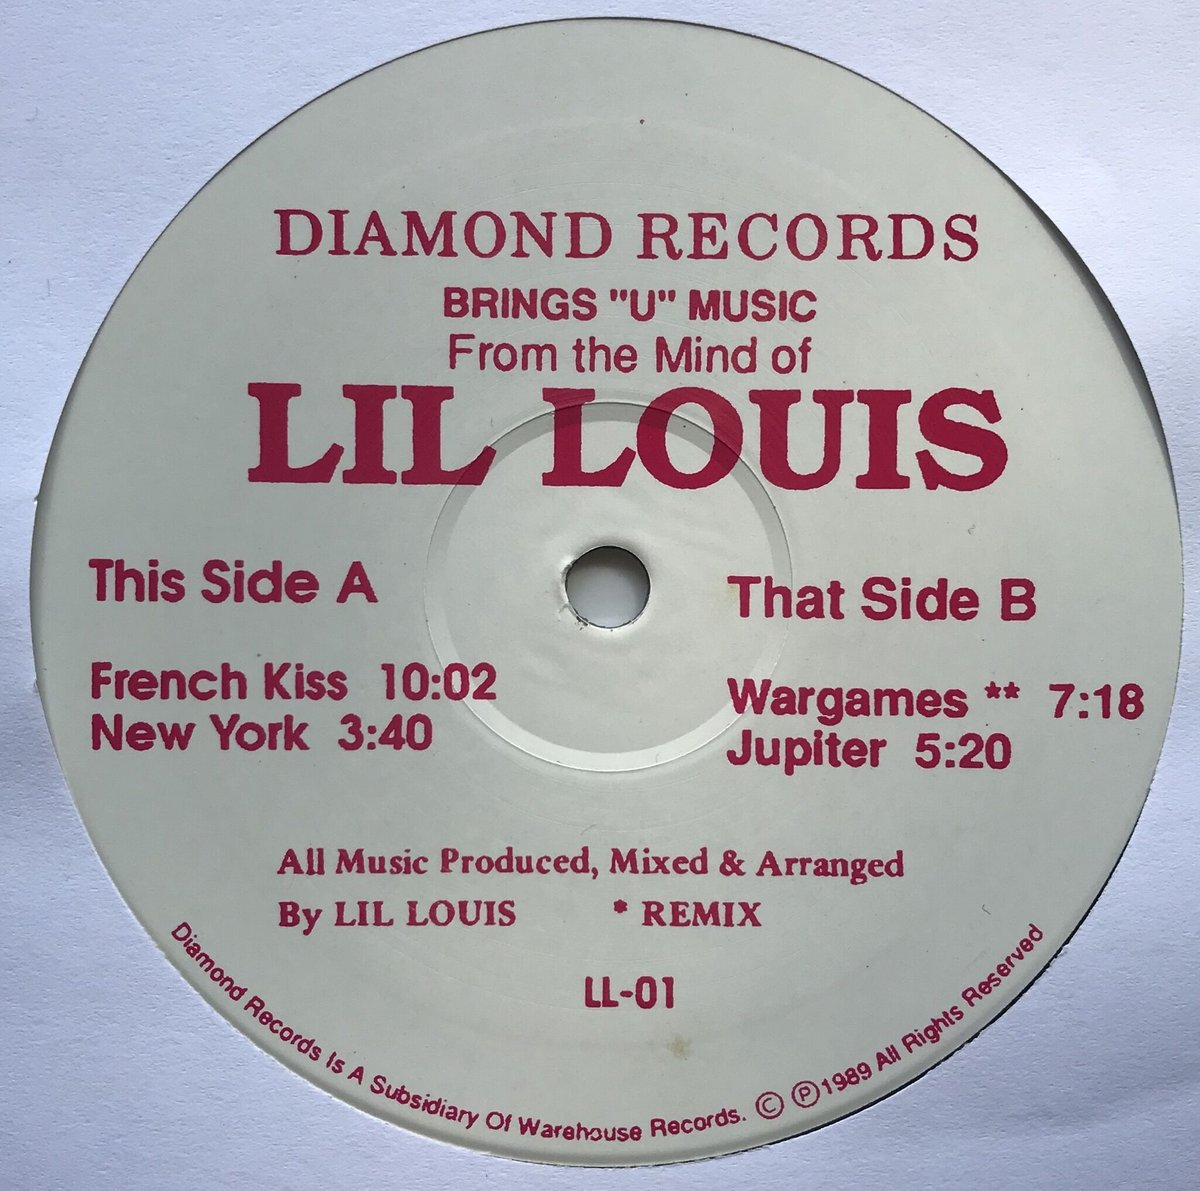 DIAMOND RECORDS
BRINGS "U" MUSIC
From the Mind of
LIL LOUIS
This Side A
French Kiss 10:02
New York 3:40
That Side B
Wargames ** 7:18
Jupiter 5:20
All Music Produced, Mixed & Arranged
By LIL LOUIS * REMIX
LL-01
Diamond Records Is A Subsidiary Of Warehouse Records. © ℗ 1989 All Rights Reserved